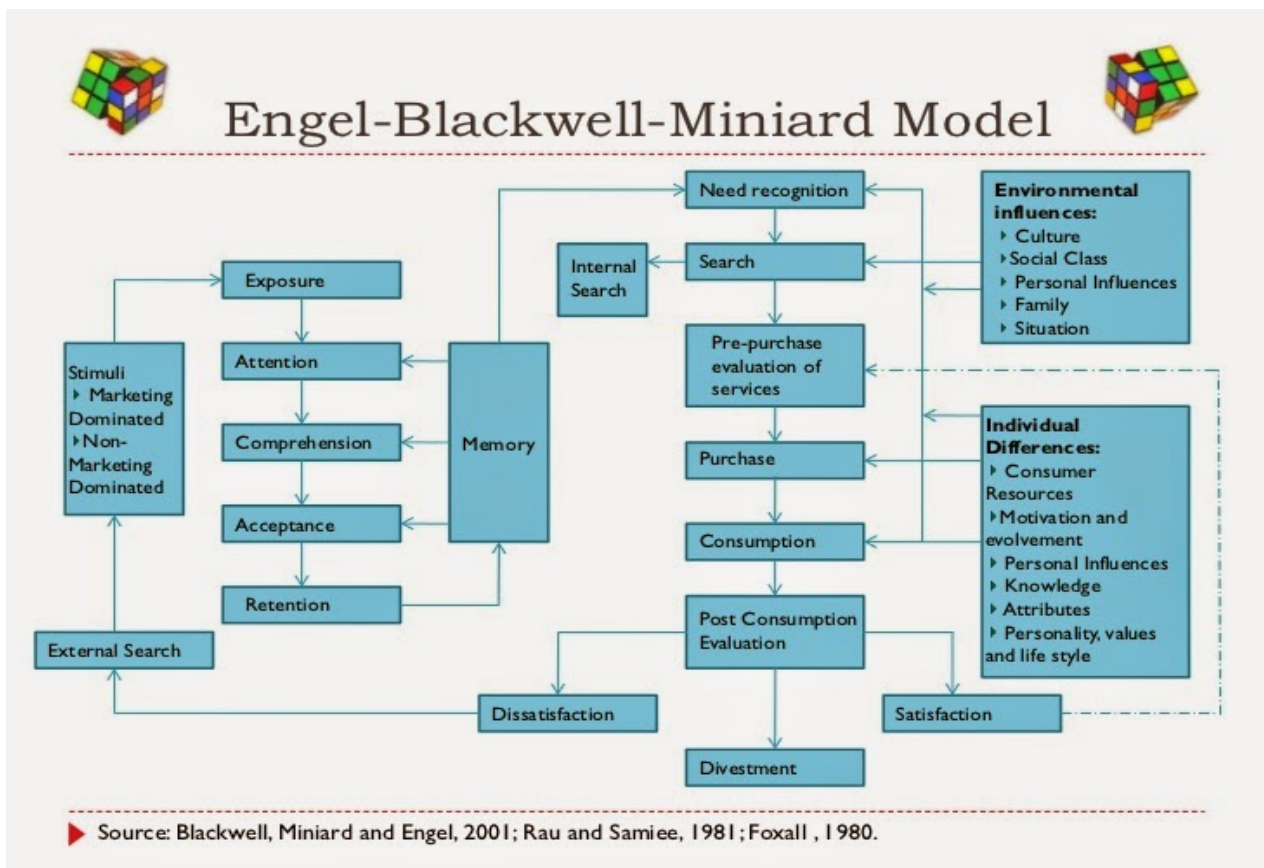 Engel-Blackwell-Miniard Model
Need recognition
Environmental
influences:
Culture
Social Class
Personal Influences
Family
Situation
Internal
Search
Search
Exposure
Pre-purchase
evaluation of
services
Stimuli
Marketing
Dominated
Non-
Marketing
Dominated
Attention
Memory
Comprehension
Purchase
Individual
Differences:
Consumer
Resources
Motivation and
evolvement
Personal Influences
Knowledge
Attributes
Personality, values
and life style
Acceptance
Consumption
Retention
Post Consumption
Evaluation
External Search
Dissatisfaction
Satisfaction
Divestment
Source: Blackwell, Miniard and Engel, 2001; Rau and Samiee, 1981; Foxall , 1980.